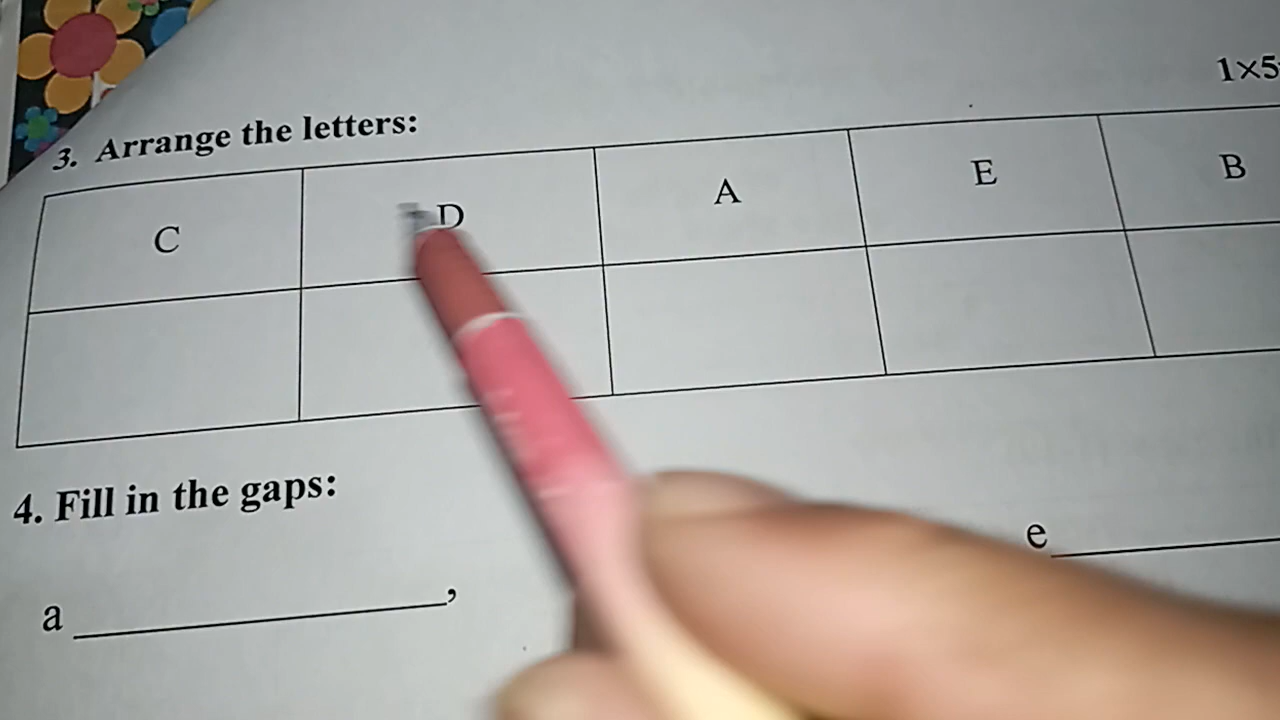 1×5
3. Arrange the letters:
C D A E B
4. Fill in the gaps:
e
a ,